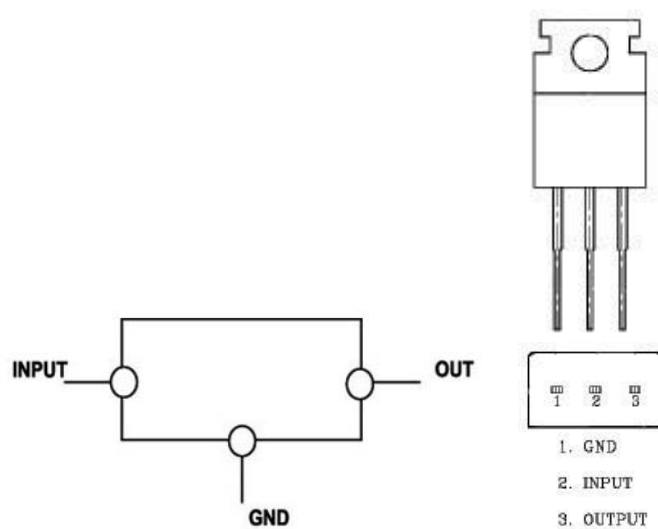 INPUT
OUT
GND
1 2 3
1. GND
2. INPUT
3. OUTPUT